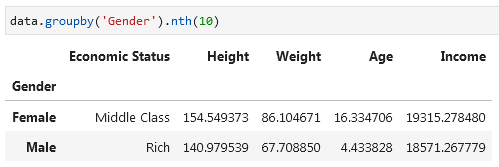 data.groupby('Gender').nth(10)
Economic Status Height Weight Age Income
Gender
Female Middle Class 154.549373 86.104671 16.334706 19315.278480
Male Rich 140.979539 67.708850 4.433828 18571.267779